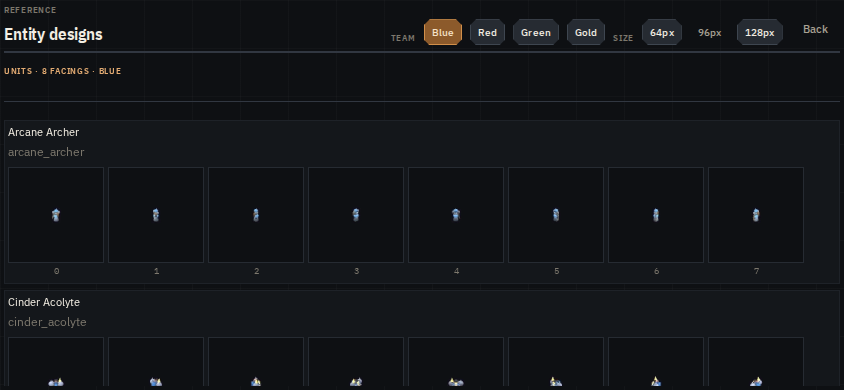 REFERENCE
Entity designs
TEAM Blue Red Green Gold SIZE 64px 96px 128px Back
UNITS · 8 FACINGS · BLUE
Arcane Archer
arcane_archer
0 1 2 3 4 5 6 7
Cinder Acolyte
cinder_acolyte